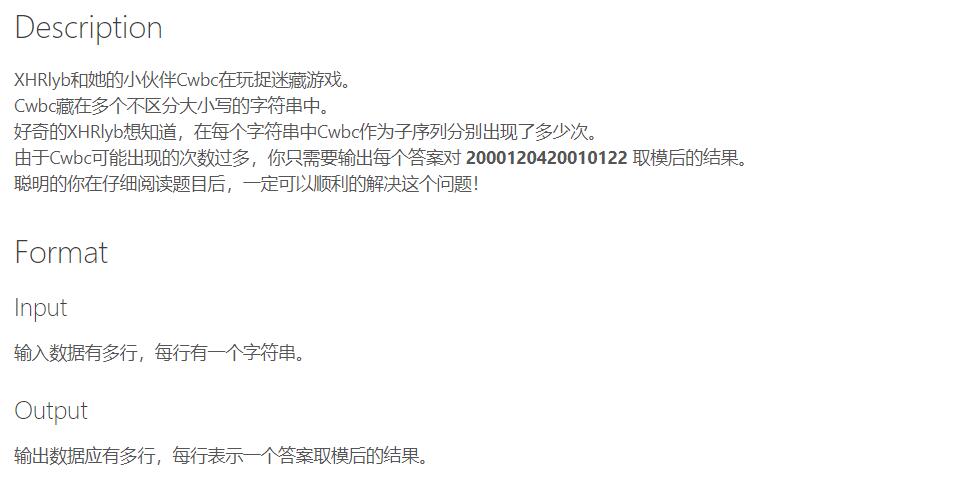 Description
XHRlyb和她的小伙伴Cwbc在玩捉迷藏游戏。
Cwbc藏在多个不区分大小写的字符串中。
好奇的XHRlyb想知道，在每个字符串中Cwbc作为子序列分别出现了多少次。
由于Cwbc可能出现的次数过多，你只需要输出每个答案对 2000120420010122 取模后的结果。
聪明的你在仔细阅读题目后，一定可以顺利的解决这个问题！
Format
Input
输入数据有多行，每行有一个字符串。
Output
输出数据应有多行，每行表示一个答案取模后的结果。